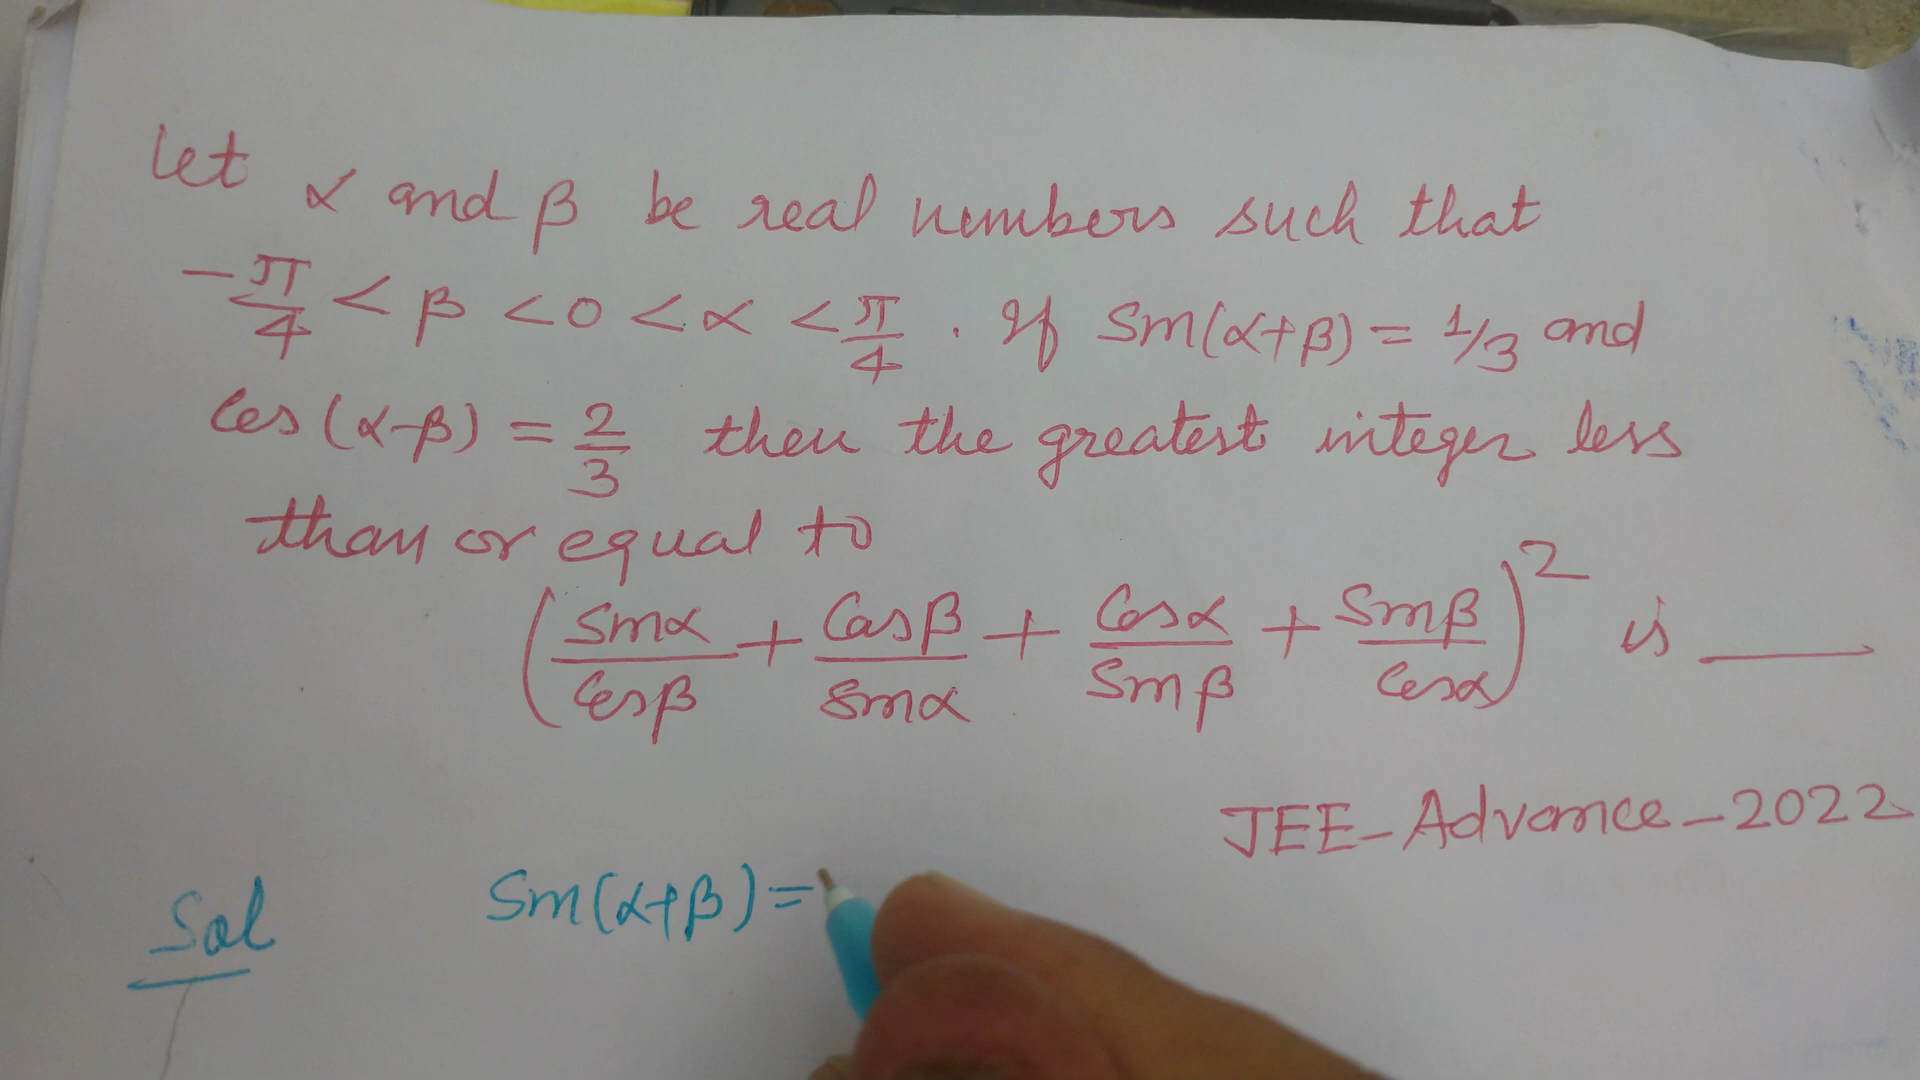 Let α and β be real numbers such that
-π/4 < β < 0 < α < π/4 . If Sin(α+β) = 1/3 and
Cos(α-β) = 2/3 then the greatest integer less
than or equal to
(Sinα/Cosβ + Cosβ/Sinα + Cosα/Sinβ + Sinβ/Cosα)² is ____
JEE-Advance-2022
Sol Sin(α+β) =